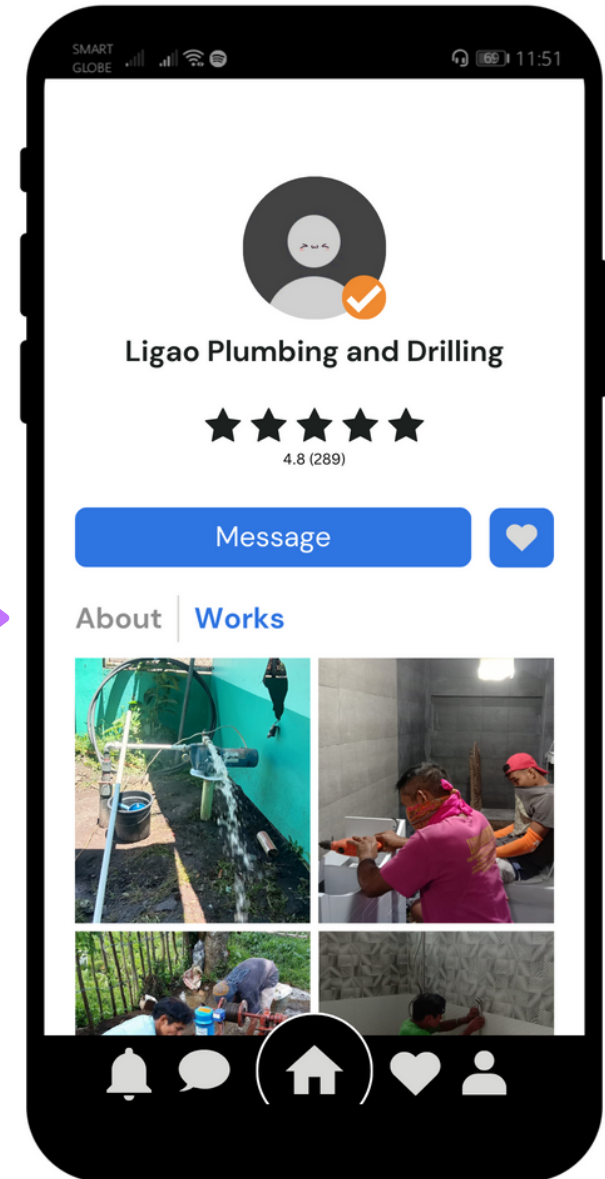 SMART
GLOBE
69 11:51
Ligao Plumbing and Drilling
4.8 (289)
Message
About Works